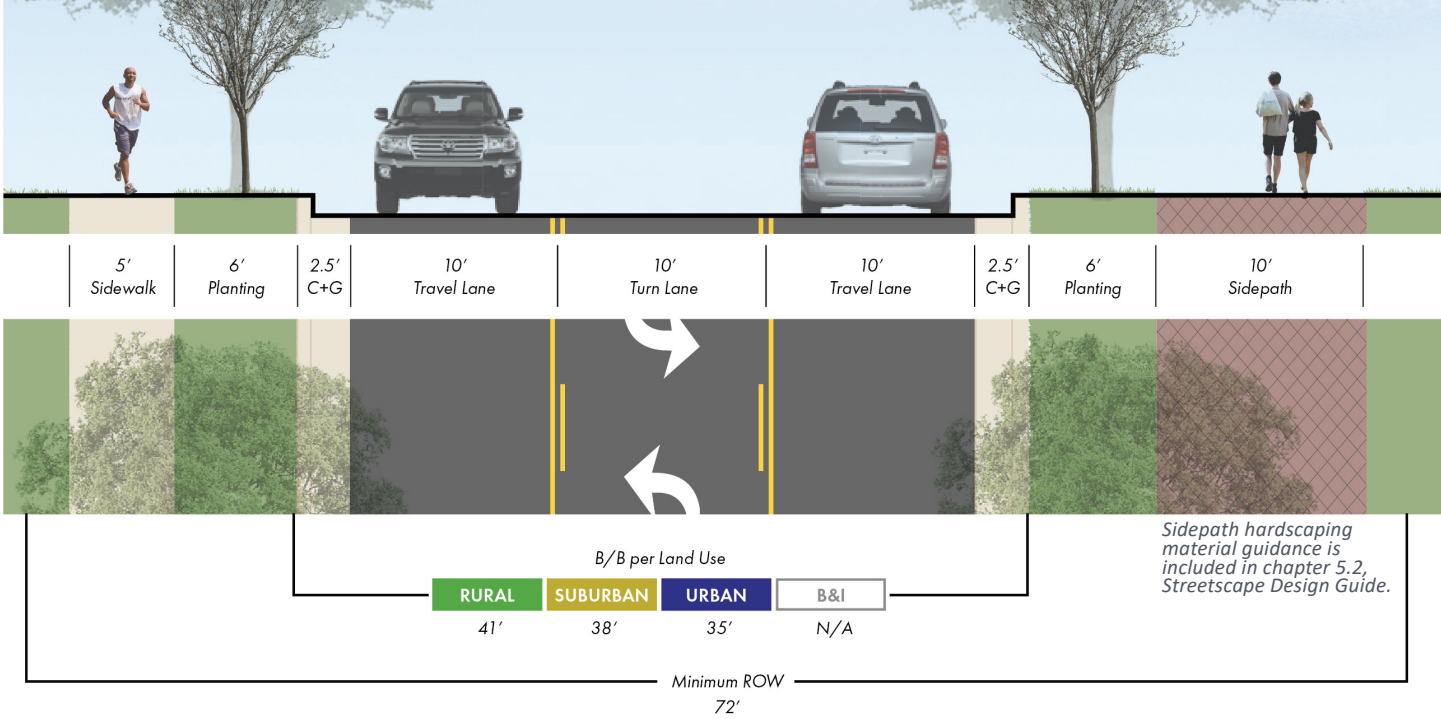 5′
Sidewalk
6′
Planting
2.5′
C+G
10′
Travel Lane
10′
Turn Lane
10′
Travel Lane
2.5′
C+G
6′
Planting
10′
Sidepath
Sidepath hardscaping
material guidance is
included in chapter 5.2,
Streetscape Design Guide.
B/B per Land Use
RURAL
SUBURBAN
URBAN
B&I
41′
38′
35′
N/A
Minimum ROW
72′